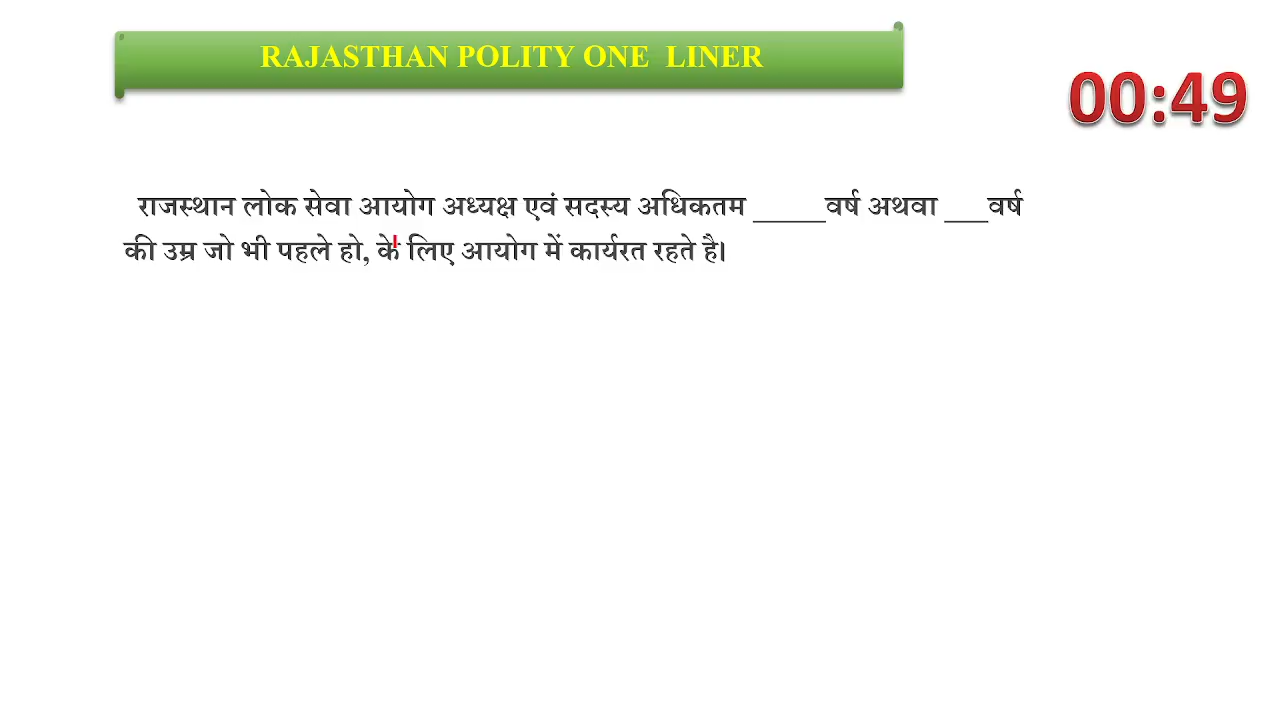 RAJASTHAN POLITY ONE LINER
00:49
राजस्थान लोक सेवा आयोग अध्यक्ष एवं सदस्य अधिकतम _____वर्ष अथवा ___वर्ष
की उम्र जो भी पहले हो, के लिए आयोग में कार्यरत रहते है।